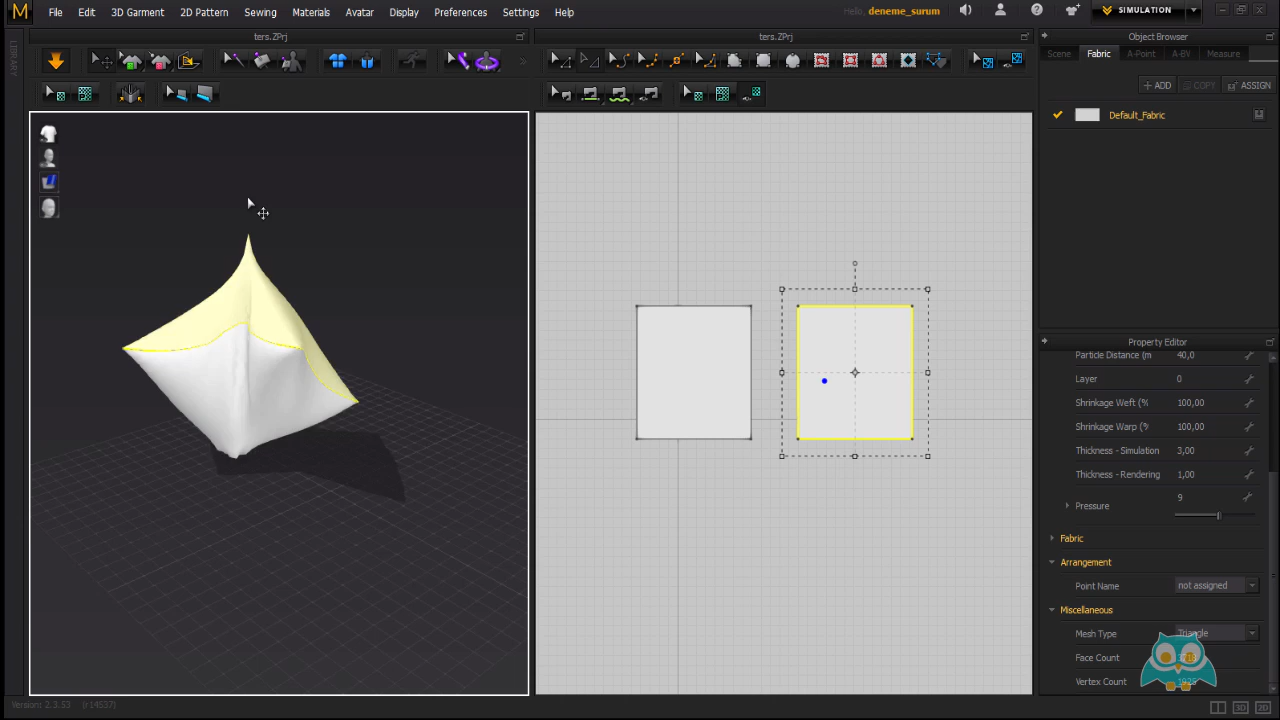 M File Edit 3D Garment 2D Pattern Sewing Materials Avatar Display Preferences Settings Help Hello, deneme_surum SIMULATION
ters.ZPrj ters.ZPrj Object Browser
LIBRARY
Scene Fabric A-Point A-BV Measure
ADD COPY ASSIGN
Default_Fabric
Property Editor
Particle Distance (m 40,0
Layer 0
Shrinkage Weft (% 100,00
Shrinkage Warp (% 100,00
Thickness - Simulation 3,00
Thickness - Rendering 1,00
Pressure 9
Fabric
Arrangement
Point Name not assigned
Miscellaneous
Mesh Type Triangle
Face Count
Vertex Count
Version: 2.3.53 (r14537) 3D 2D